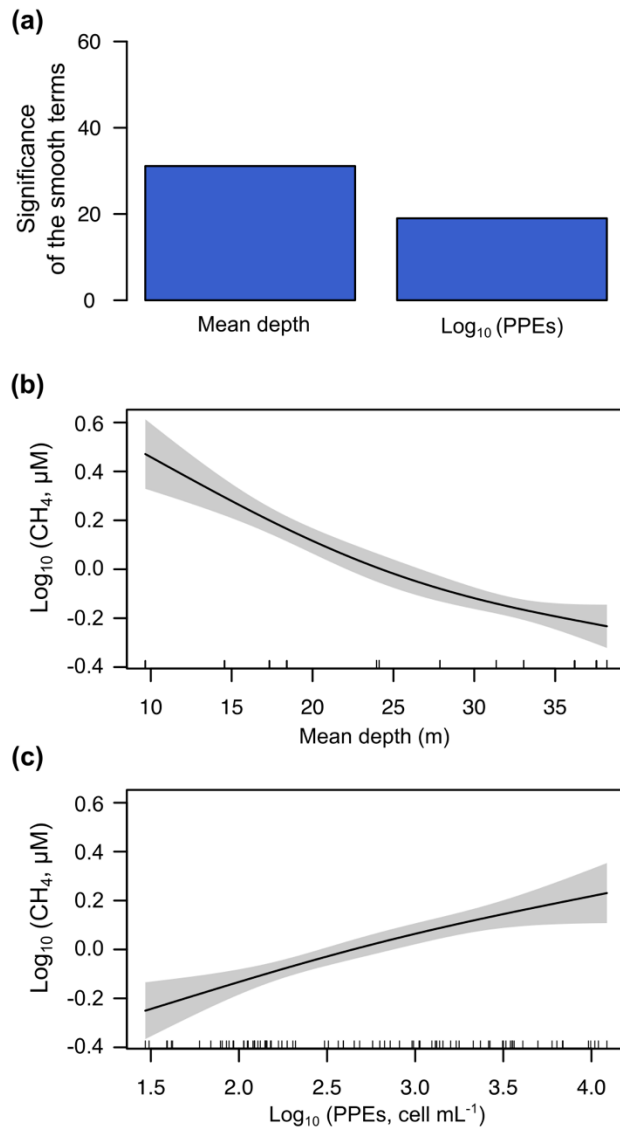 (a)
Significance
of the smooth terms
60
40
20
0
Mean depth
Log₁₀ (PPEs)
(b)
Log₁₀ (CH₄, µM)
0.6
0.4
0.2
0.0
-0.2
-0.4
10 15 20 25 30 35
Mean depth (m)
(c)
Log₁₀ (CH₄, µM)
0.6
0.4
0.2
0.0
-0.2
-0.4
1.5 2.0 2.5 3.0 3.5 4.0
Log₁₀ (PPEs, cell mL⁻¹)